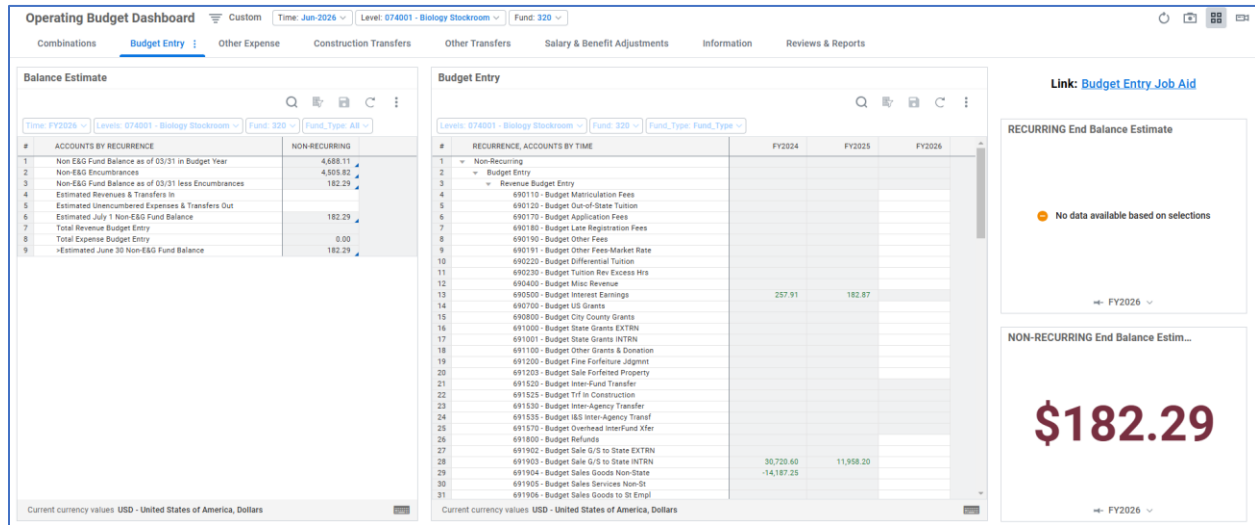 Operating Budget Dashboard Custom Time: Jun-2026 Level: 074001 - Biology Stockroom Fund: 320
Combinations Budget Entry Other Expense Construction Transfers Other Transfers Salary & Benefit Adjustments Information Reviews & Reports
Balance Estimate
Time: FY2026 Levels: 074001 - Biology Stockroom Fund: 320 Fund_Type: All
# ACCOUNTS BY RECURRENCE NON-RECURRING
1 Non E&G Fund Balance as of 03/31 in Budget Year 4,688.11
2 Non-E&G Encumbrances 4,505.82
3 Non-E&G Fund Balance as of 03/31 less Encumbrances 182.29
4 Estimated Revenues & Transfers In
5 Estimated Unencumbered Expenses & Transfers Out
6 Estimated July 1 Non-E&G Fund Balance 182.29
7 Total Revenue Budget Entry
8 Total Expense Budget Entry 0.00
9 >Estimated June 30 Non-E&G Fund Balance 182.29
Current currency values USD - United States of America, Dollars
Budget Entry
Levels: 074001 - Biology Stockroom Fund: 320 Fund_Type: Fund_Type
# RECURRENCE, ACCOUNTS BY TIME FY2024 FY2025 FY2026
1 Non-Recurring
2 Budget Entry
3 Revenue Budget Entry
4 690110 - Budget Matriculation Fees
5 690120 - Budget Out-of-State Tuition
6 690170 - Budget Application Fees
7 690180 - Budget Late Registration Fees
8 690190 - Budget Other Fees
9 690191 - Budget Other Fees-Market Rate
10 690220 - Budget Differential Tuition
11 690230 - Budget Tuition Rev Excess Hrs
12 690400 - Budget Misc Revenue
13 690500 - Budget Interest Earnings 257.91 182.87
14 690700 - Budget US Grants
15 690800 - Budget City County Grants
16 691000 - Budget State Grants EXTRN
17 691001 - Budget State Grants INTRN
18 691100 - Budget Other Grants & Donation
19 691200 - Budget Fine Forfeiture Jdgmnt
20 691203 - Budget Sale Forfeited Property
21 691520 - Budget Inter-Fund Transfer
22 691525 - Budget Trf In Construction
23 691530 - Budget Inter-Agency Transfer
24 691535 - Budget I&S Inter-Agency Transf
25 691570 - Budget Overhead InterFund Xfer
26 691800 - Budget Refunds
27 691902 - Budget Sale G/S to State EXTRN
28 691903 - Budget Sale G/S to State INTRN 30,720.60 11,958.20
29 691904 - Budget Sales Goods Non-State -14,187.25
30 691905 - Budget Sales Services Non-St
31 691906 - Budget Sales Goods to St Empl
Current currency values USD - United States of America, Dollars
Link: Budget Entry Job Aid
RECURRING End Balance Estimate
No data available based on selections
FY2026
NON-RECURRING End Balance Estim...
$182.29
FY2026